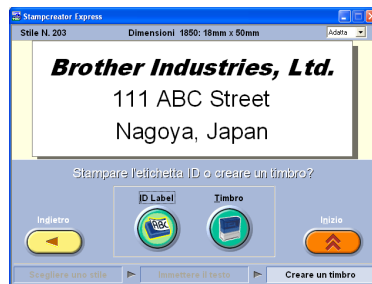 Stampcreator Express
Stile N. 203 Dimensioni 1850: 18mm x 50mm Adatta
Brother Industries, Ltd.
111 ABC Street
Nagoya, Japan
Stampare l'etichetta ID o creare un timbro?
ID Label Timbro
ABC
Indietro Inizio
Scegliere uno stile Immettere il testo Creare un timbro